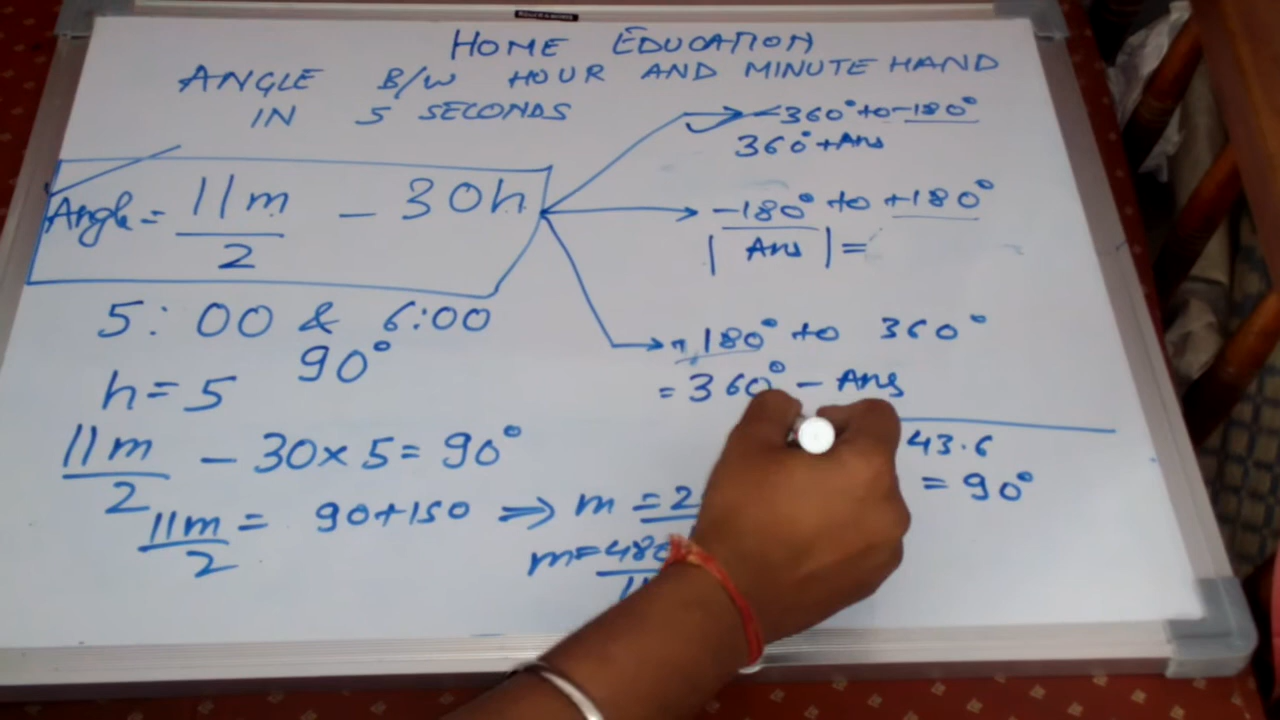 HOME EDUCATION
ANGLE B/W HOUR AND MINUTE HAND
IN 5 SECONDS
-360° to -180°
360° + Ans
Angle = 11m/2 - 30h
-180° to +180°
|Ans| =
5:00 & 6:00
90°
+180° to 360°
= 360° - Ans
h = 5
11m/2 - 30 x 5 = 90°
43.6
= 90°
11m/2 = 90+150 ⇒ m = 2
m = 480/11